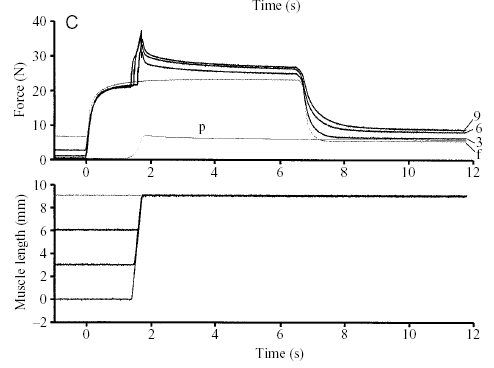 Time (s)
C
40
30
20
10
0
Force (N)
p
9
6
3
f
0 2 4 6 8 10 12
10
8
6
4
2
0
−2
Muscle length (mm)
0 2 4 6 8 10 12
Time (s)